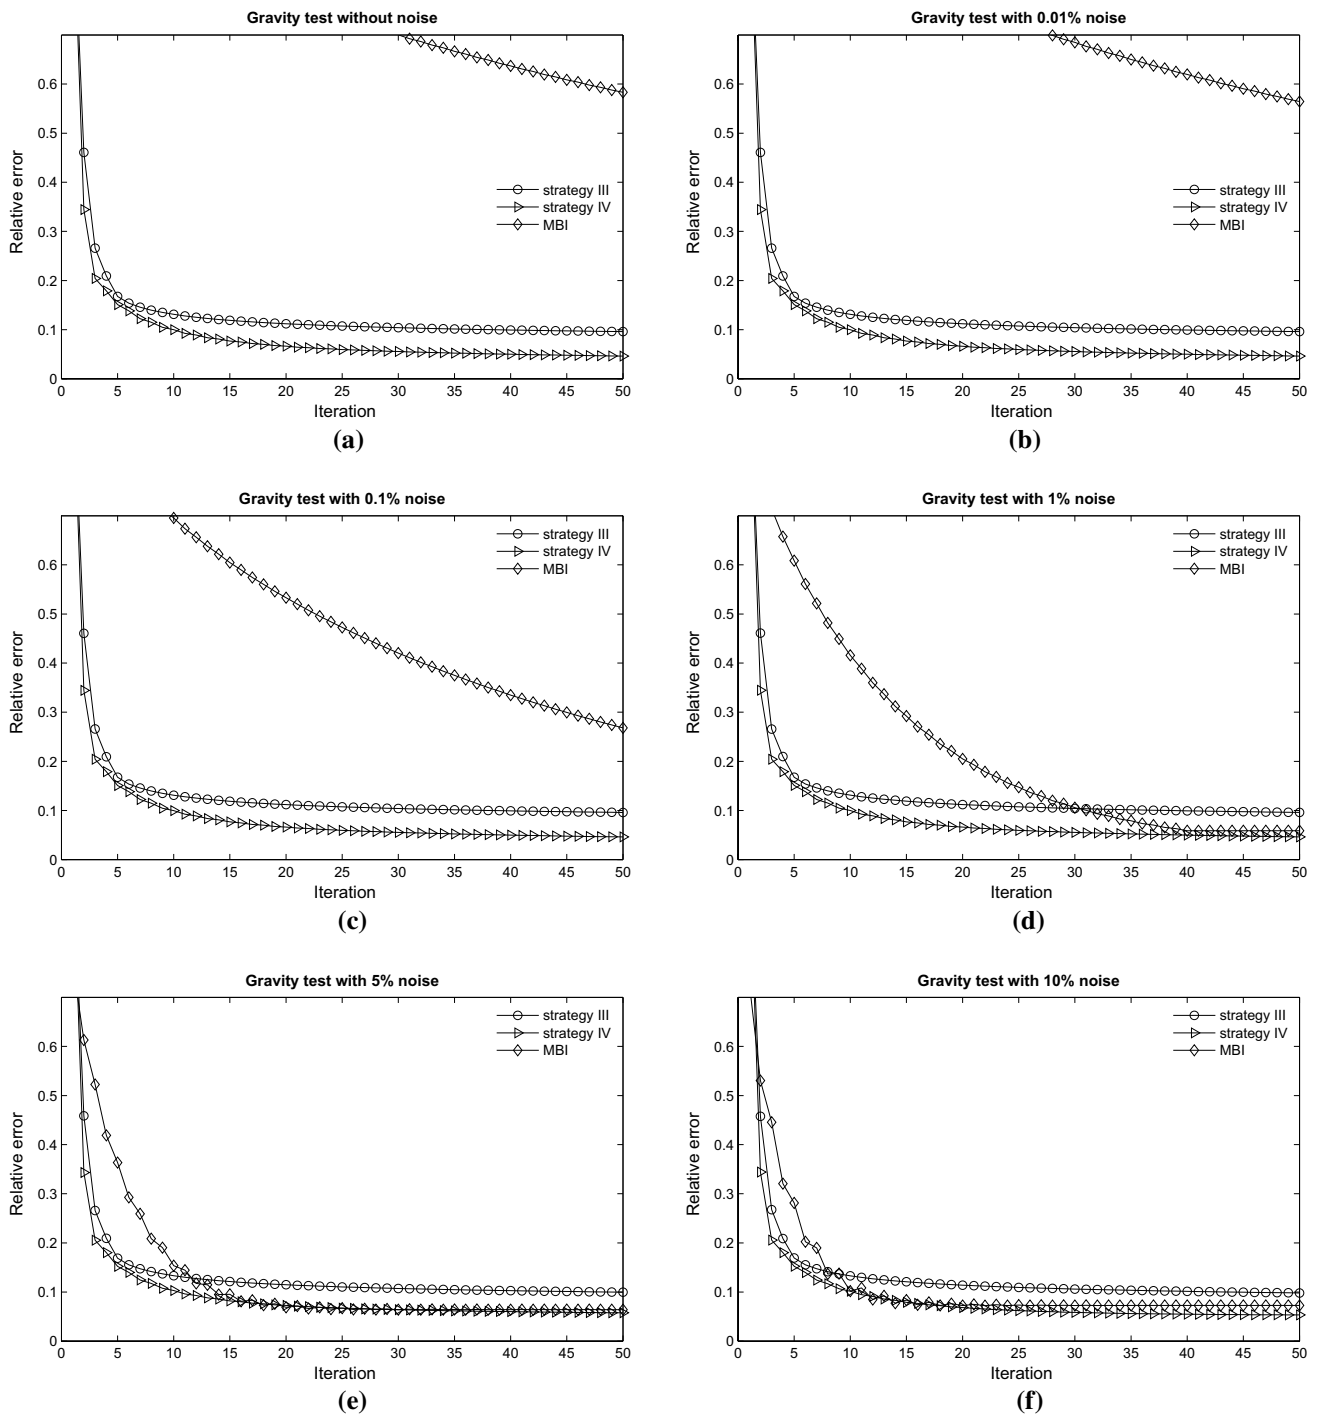 Gravity test without noise
Relative error
0.6
0.5
0.4
0.3
0.2
0.1
0
strategy III
strategy IV
MBI
0 5 10 15 20 25 30 35 40 45 50
Iteration
(a)
Gravity test with 0.01% noise
Relative error
0.6
0.5
0.4
0.3
0.2
0.1
0
strategy III
strategy IV
MBI
0 5 10 15 20 25 30 35 40 45 50
Iteration
(b)
Gravity test with 0.1% noise
Relative error
0.6
0.5
0.4
0.3
0.2
0.1
0
strategy III
strategy IV
MBI
0 5 10 15 20 25 30 35 40 45 50
Iteration
(c)
Gravity test with 1% noise
Relative error
0.6
0.5
0.4
0.3
0.2
0.1
0
strategy III
strategy IV
MBI
0 5 10 15 20 25 30 35 40 45 50
Iteration
(d)
Gravity test with 5% noise
Relative error
0.6
0.5
0.4
0.3
0.2
0.1
0
strategy III
strategy IV
MBI
0 5 10 15 20 25 30 35 40 45 50
Iteration
(e)
Gravity test with 10% noise
Relative error
0.6
0.5
0.4
0.3
0.2
0.1
0
strategy III
strategy IV
MBI
0 5 10 15 20 25 30 35 40 45 50
Iteration
(f)